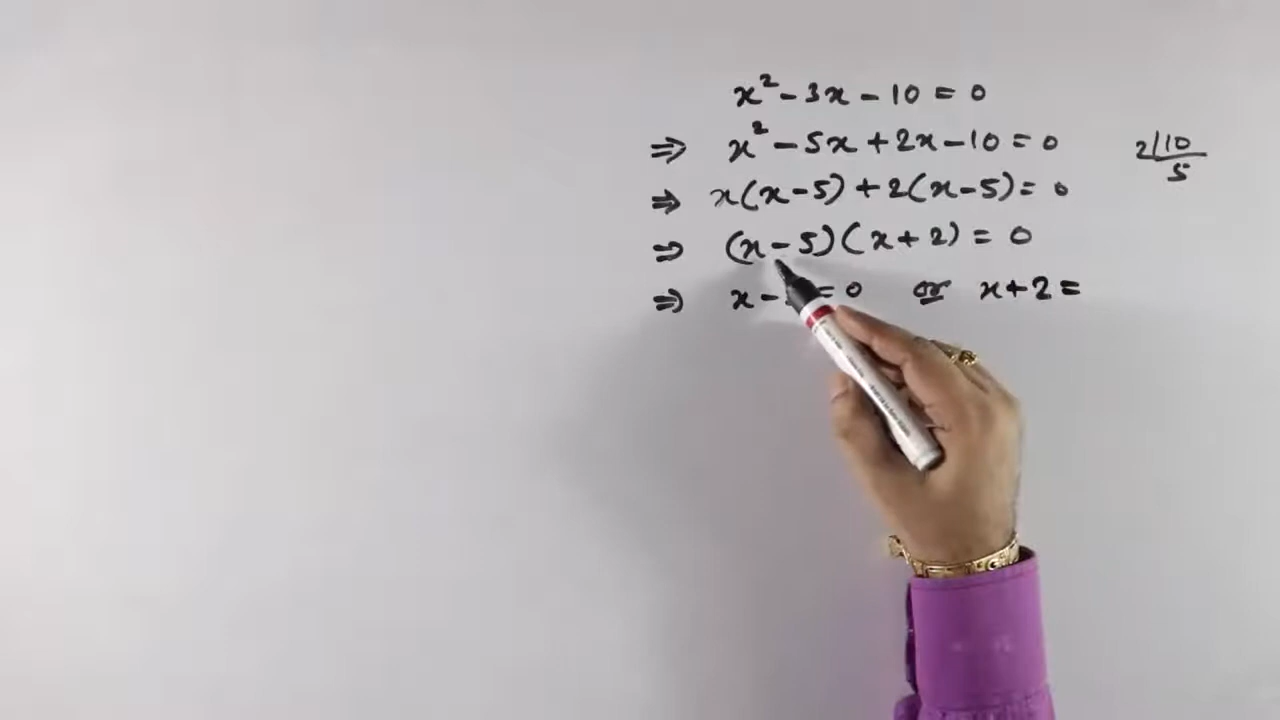 x² - 3x - 10 = 0
⇒ x² - 5x + 2x - 10 = 0
2|10
5
⇒ x(x-5) + 2(x-5) = 0
⇒ (x-5)(x+2) = 0
⇒ x - = 0 or x + 2 =